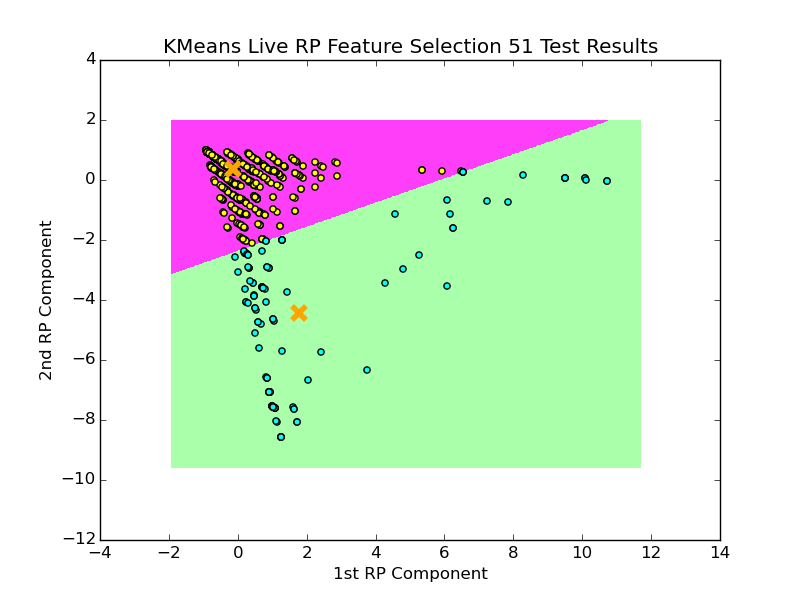 KMeans Live RP Feature Selection 51 Test Results
4
2
0
−2
−4
−6
−8
−10
−12
2nd RP Component
−4 −2 0 2 4 6 8 10 12 14
1st RP Component